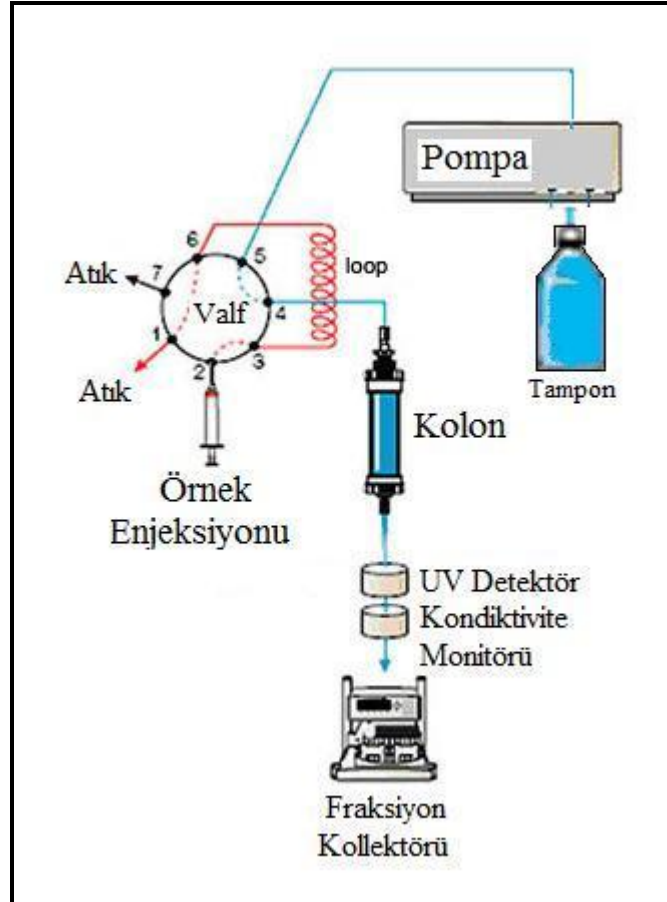 Pompa
6
5
loop
7
Atık
Valf
4
1
3
2
Atık
Tampon
Kolon
Örnek
Enjeksiyonu
UV Detektör
Kondiktivite
Monitörü
Fraksiyon
Kollektörü